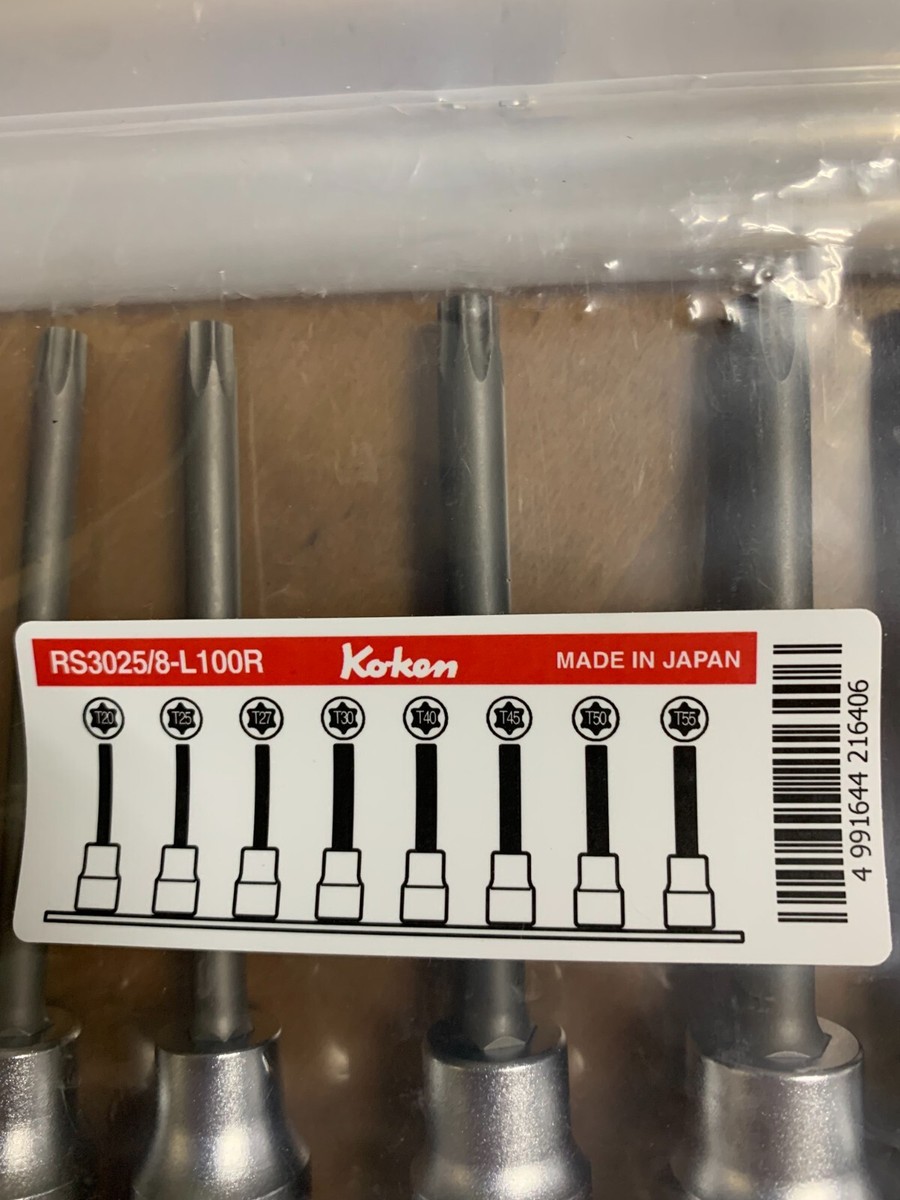 RS3025/8-L100R Koken MADE IN JAPAN
T20 T25 T27 T30 T40 T45 T50 T55
4 991644 216406